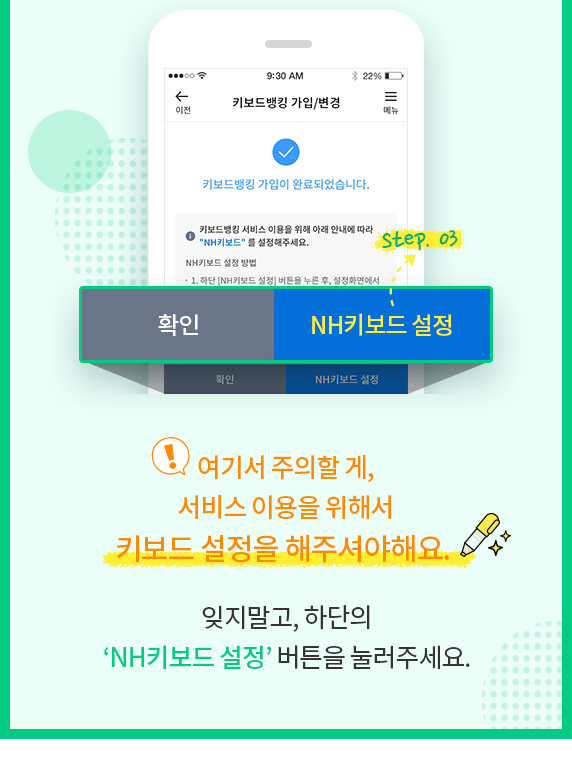 9:30 AM
22%
이전
키보드뱅킹 가입/변경
메뉴
키보드뱅킹 가입이 완료되었습니다.
키보드뱅킹 서비스 이용을 위해 아래 안내에 따라
"NH키보드" 를 설정해주세요.
Step. 03
NH키보드 설정 방법
· 1. 하단 [NH키보드 설정] 버튼을 누른 후, 설정화면에서
확인
NH키보드 설정
확인
NH키보드 설정
여기서 주의할 게,
서비스 이용을 위해서
키보드 설정을 해주셔야해요.
잊지말고, 하단의
‘NH키보드 설정’ 버튼을 눌러주세요.